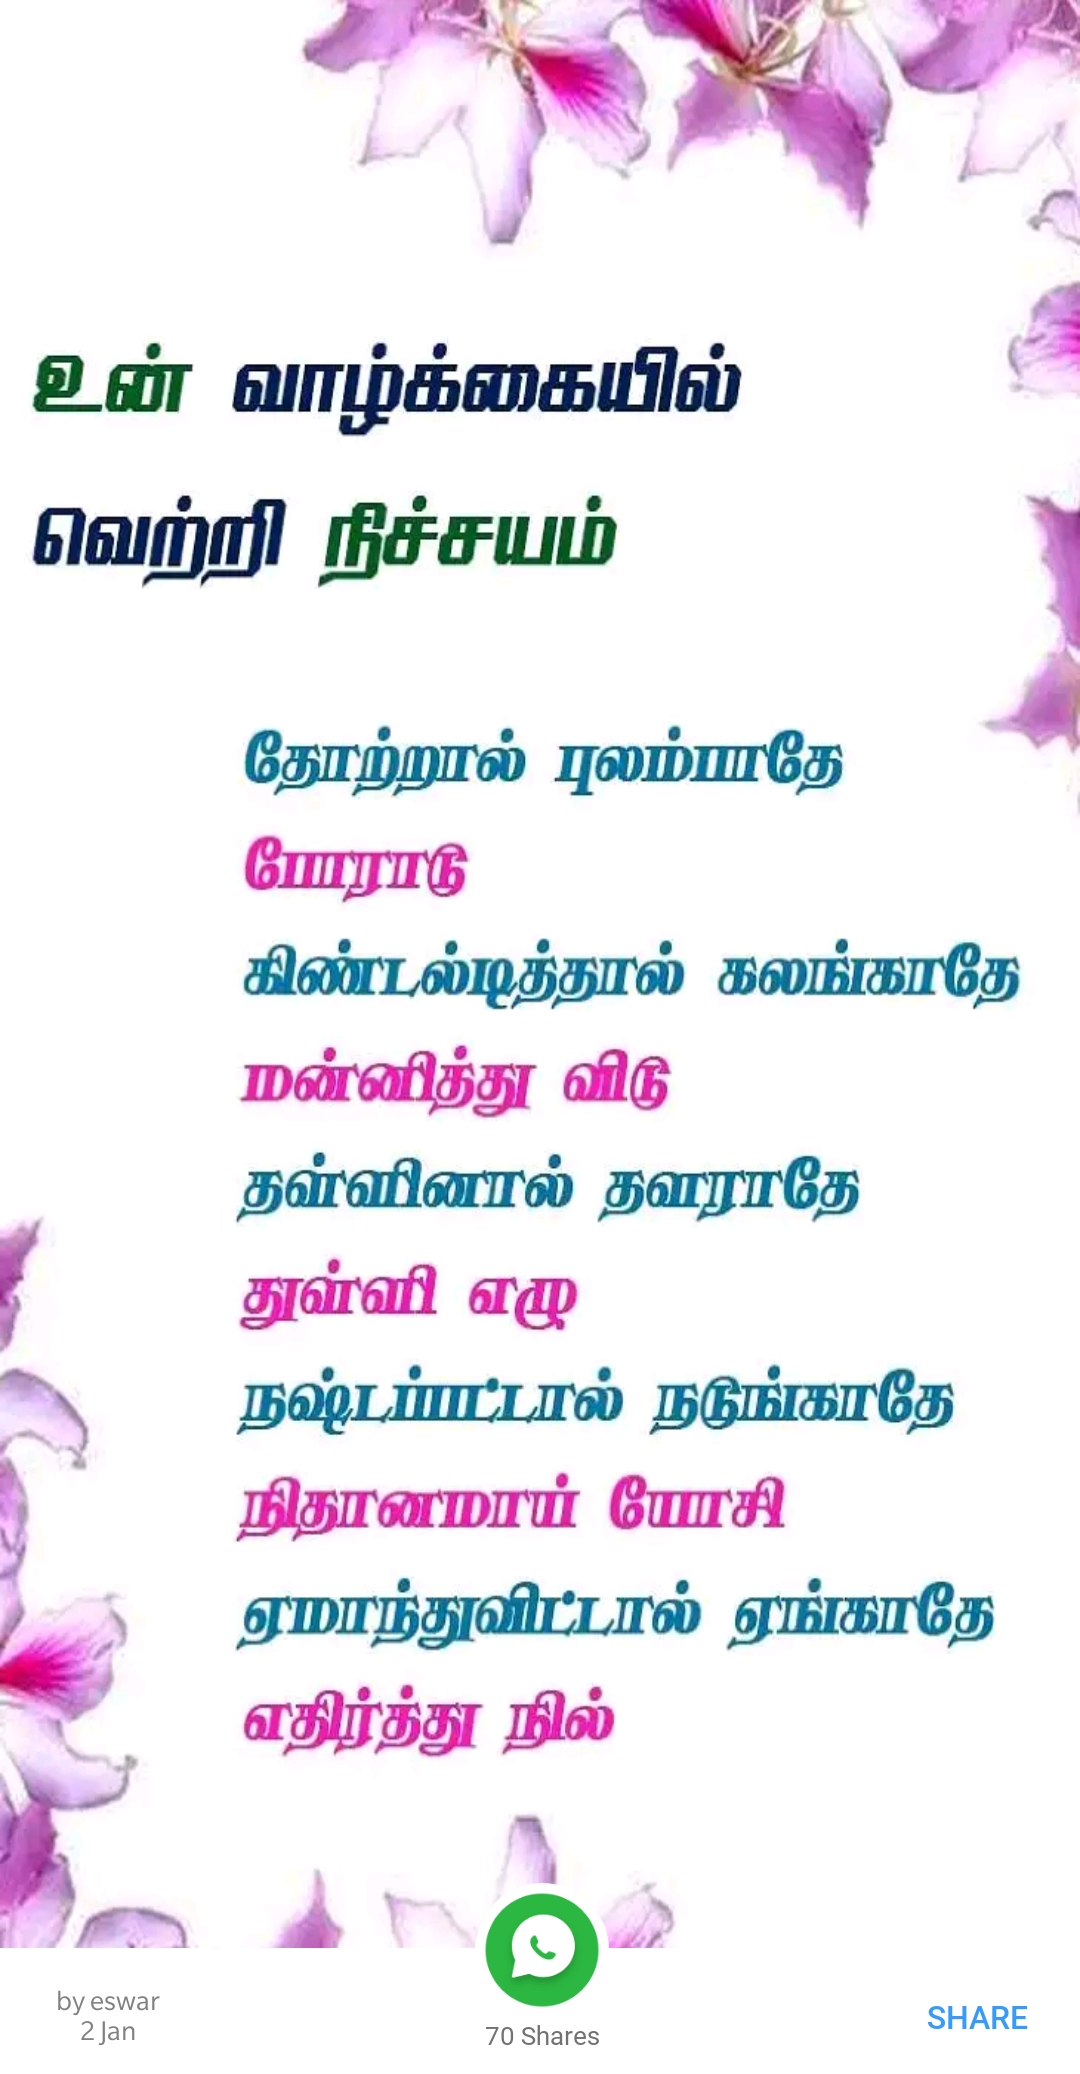 உன் வாழ்க்கையில்
வெற்றி நிச்சயம்
தோற்றால் புலம்பாதே
போராடு
கிண்டல்டித்தால் கலங்காதே
மன்னித்து விடு
தள்ளினால் தளராதே
துள்ளி எழு
நஷ்டப்பட்டால் நடுங்காதே
நிதானமாய் யோசி
ஏமாந்துவிட்டால் ஏங்காதே
எதிர்த்து நில்
by eswar
2 Jan
70 Shares
SHARE